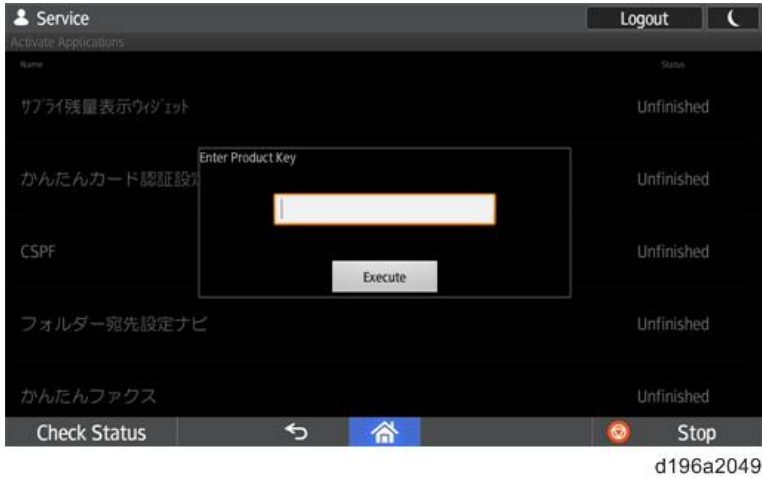 Service
Logout
Activate Applications
Name
Status
サプライ残量表示ウィジェット
Unfinished
Enter Product Key
かんたんカード認証設定
Unfinished
CSPF
Unfinished
Execute
フォルダー宛先設定ナビ
Unfinished
かんたんファクス
Unfinished
Check Status
Stop
d196a2049